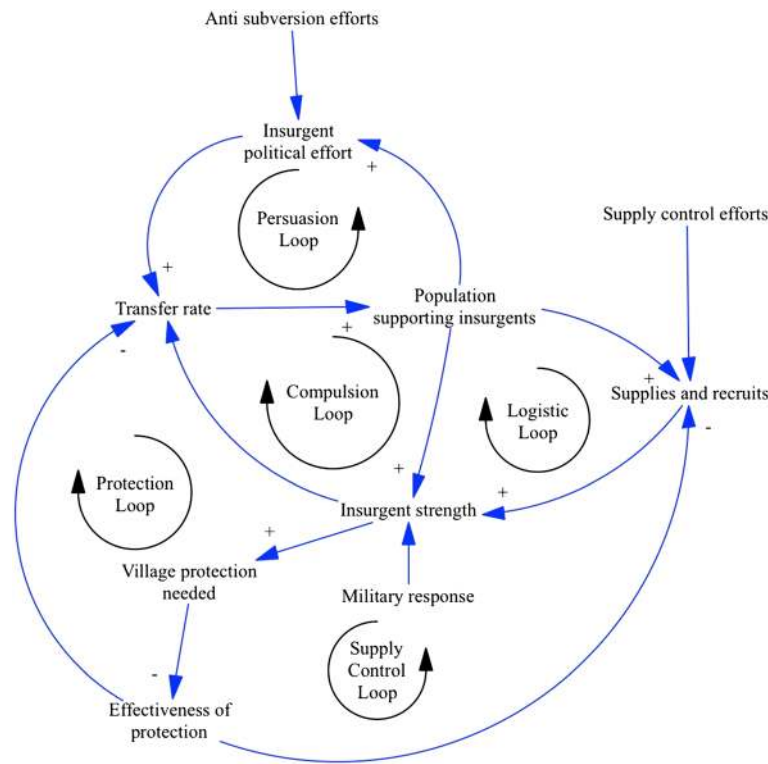 Anti subversion efforts
Insurgent
political effort
+
Persuasion
Loop
Supply control efforts
+
Transfer rate
Population
supporting insurgents
+
-
Compulsion
Loop
+
Supplies and recruits
Logistic
Loop
-
Protection
Loop
+
+
Insurgent strength
+
Village protection
needed
Military response
Supply
Control
Loop
-
Effectiveness of
protection